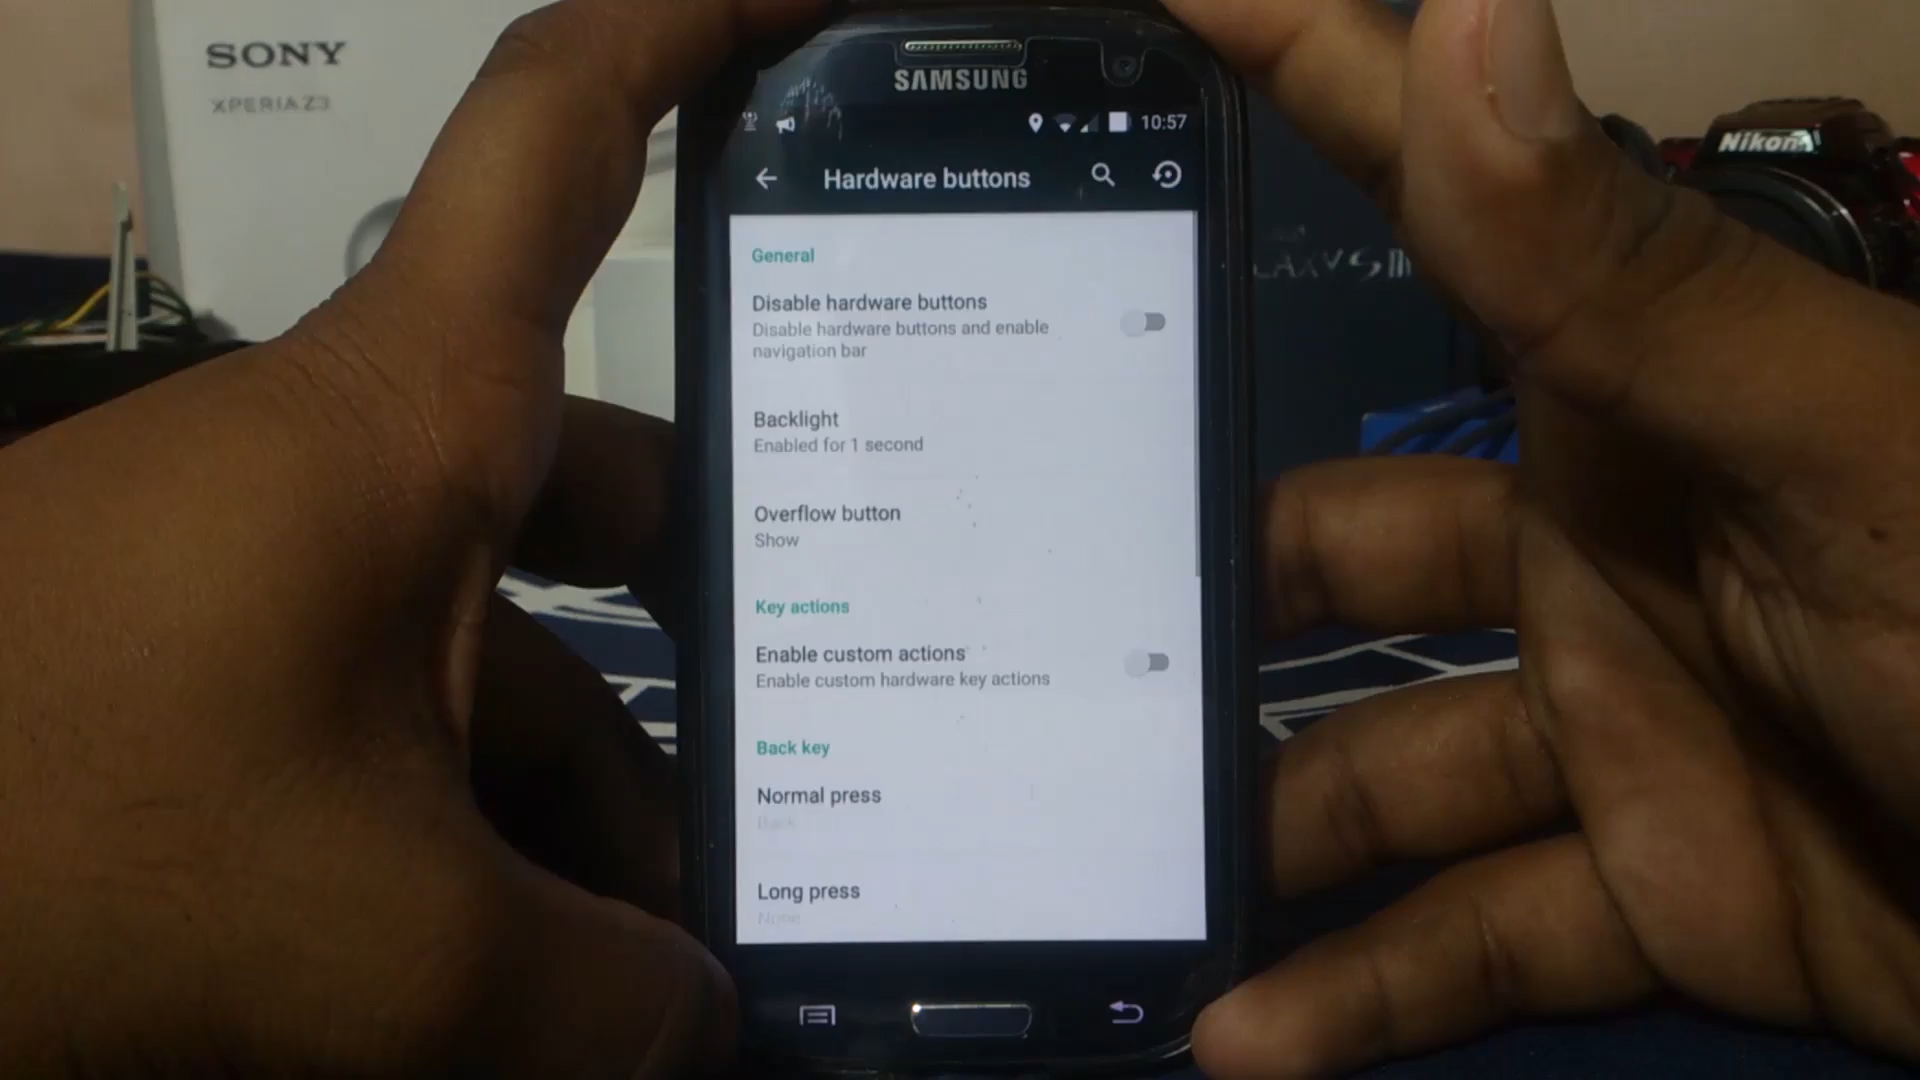 SONY
XPERIA Z3
SAMSUNG
Nikon
10:57
Hardware buttons
General
Disable hardware buttons
Disable hardware buttons and enable
navigation bar
Backlight
Enabled for 1 second
Overflow button
Show
Key actions
Enable custom actions
Enable custom hardware key actions
Back key
Normal press
Back
Long press
None